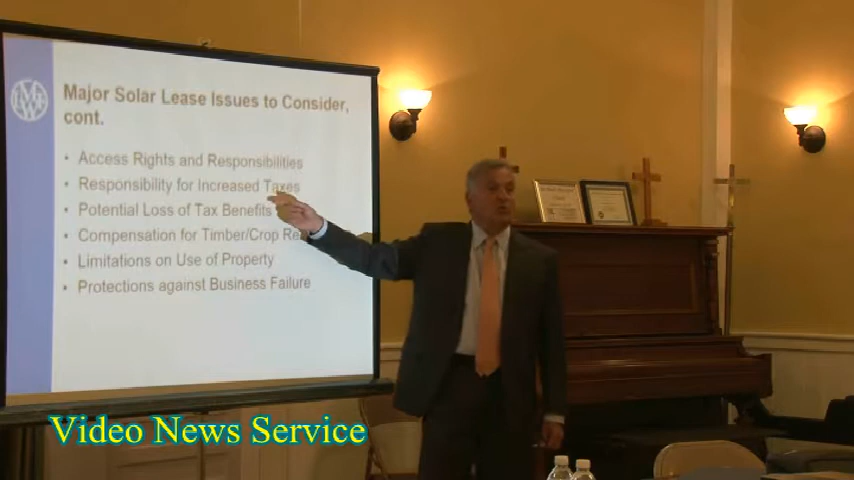 Major Solar Lease Issues to Consider,
cont.
• Access Rights and Responsibilities
• Responsibility for Increased Taxes
• Potential Loss of Tax Benefits
• Compensation for Timber/Crop
• Limitations on Use of Property
• Protections against Business Failure
Video News Service